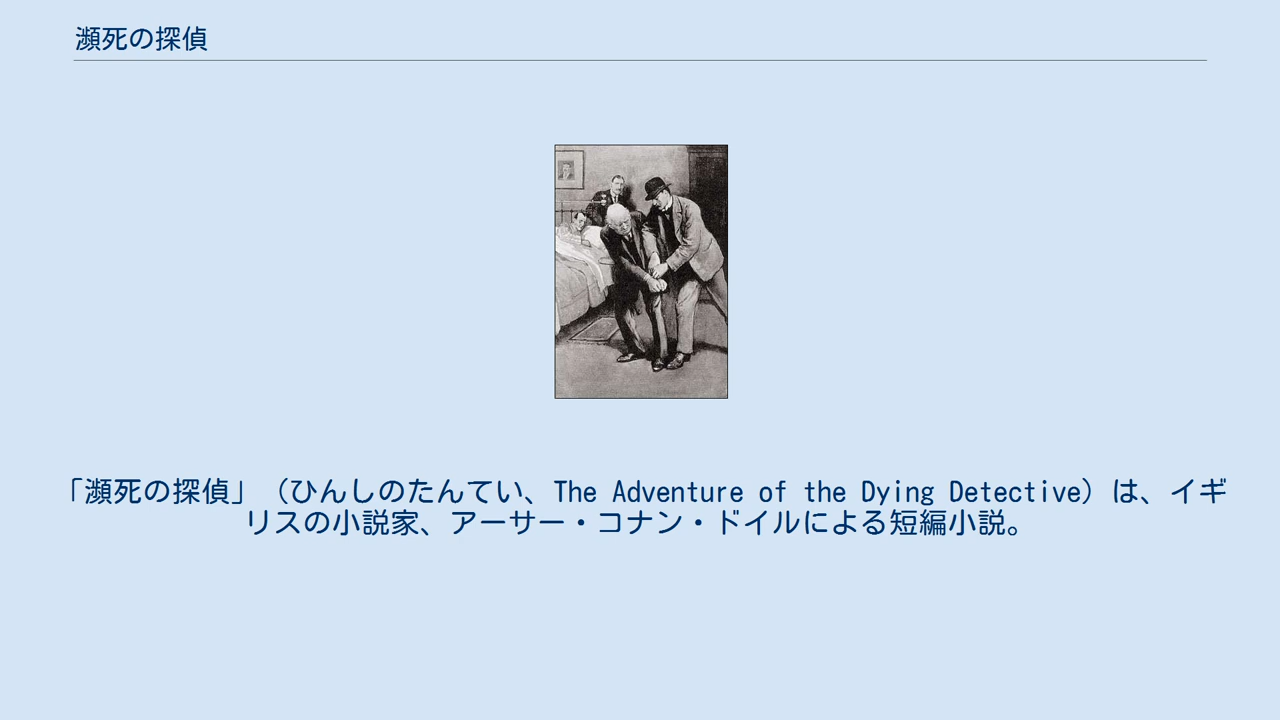 瀕死の探偵
「瀕死の探偵」（ひんしのたんてい、The Adventure of the Dying Detective）は、イギ
リスの小説家、アーサー・コナン・ドイルによる短編小説。